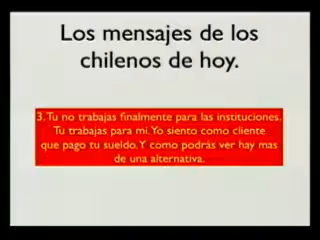 Los mensajes de los
chilenos de hoy.
3. Tu no trabajas finalmente para las instituciones.
Tu trabajas para mi. Yo siento como cliente
que pago tu sueldo. Y como podrás ver hay mas
de una alternativa.